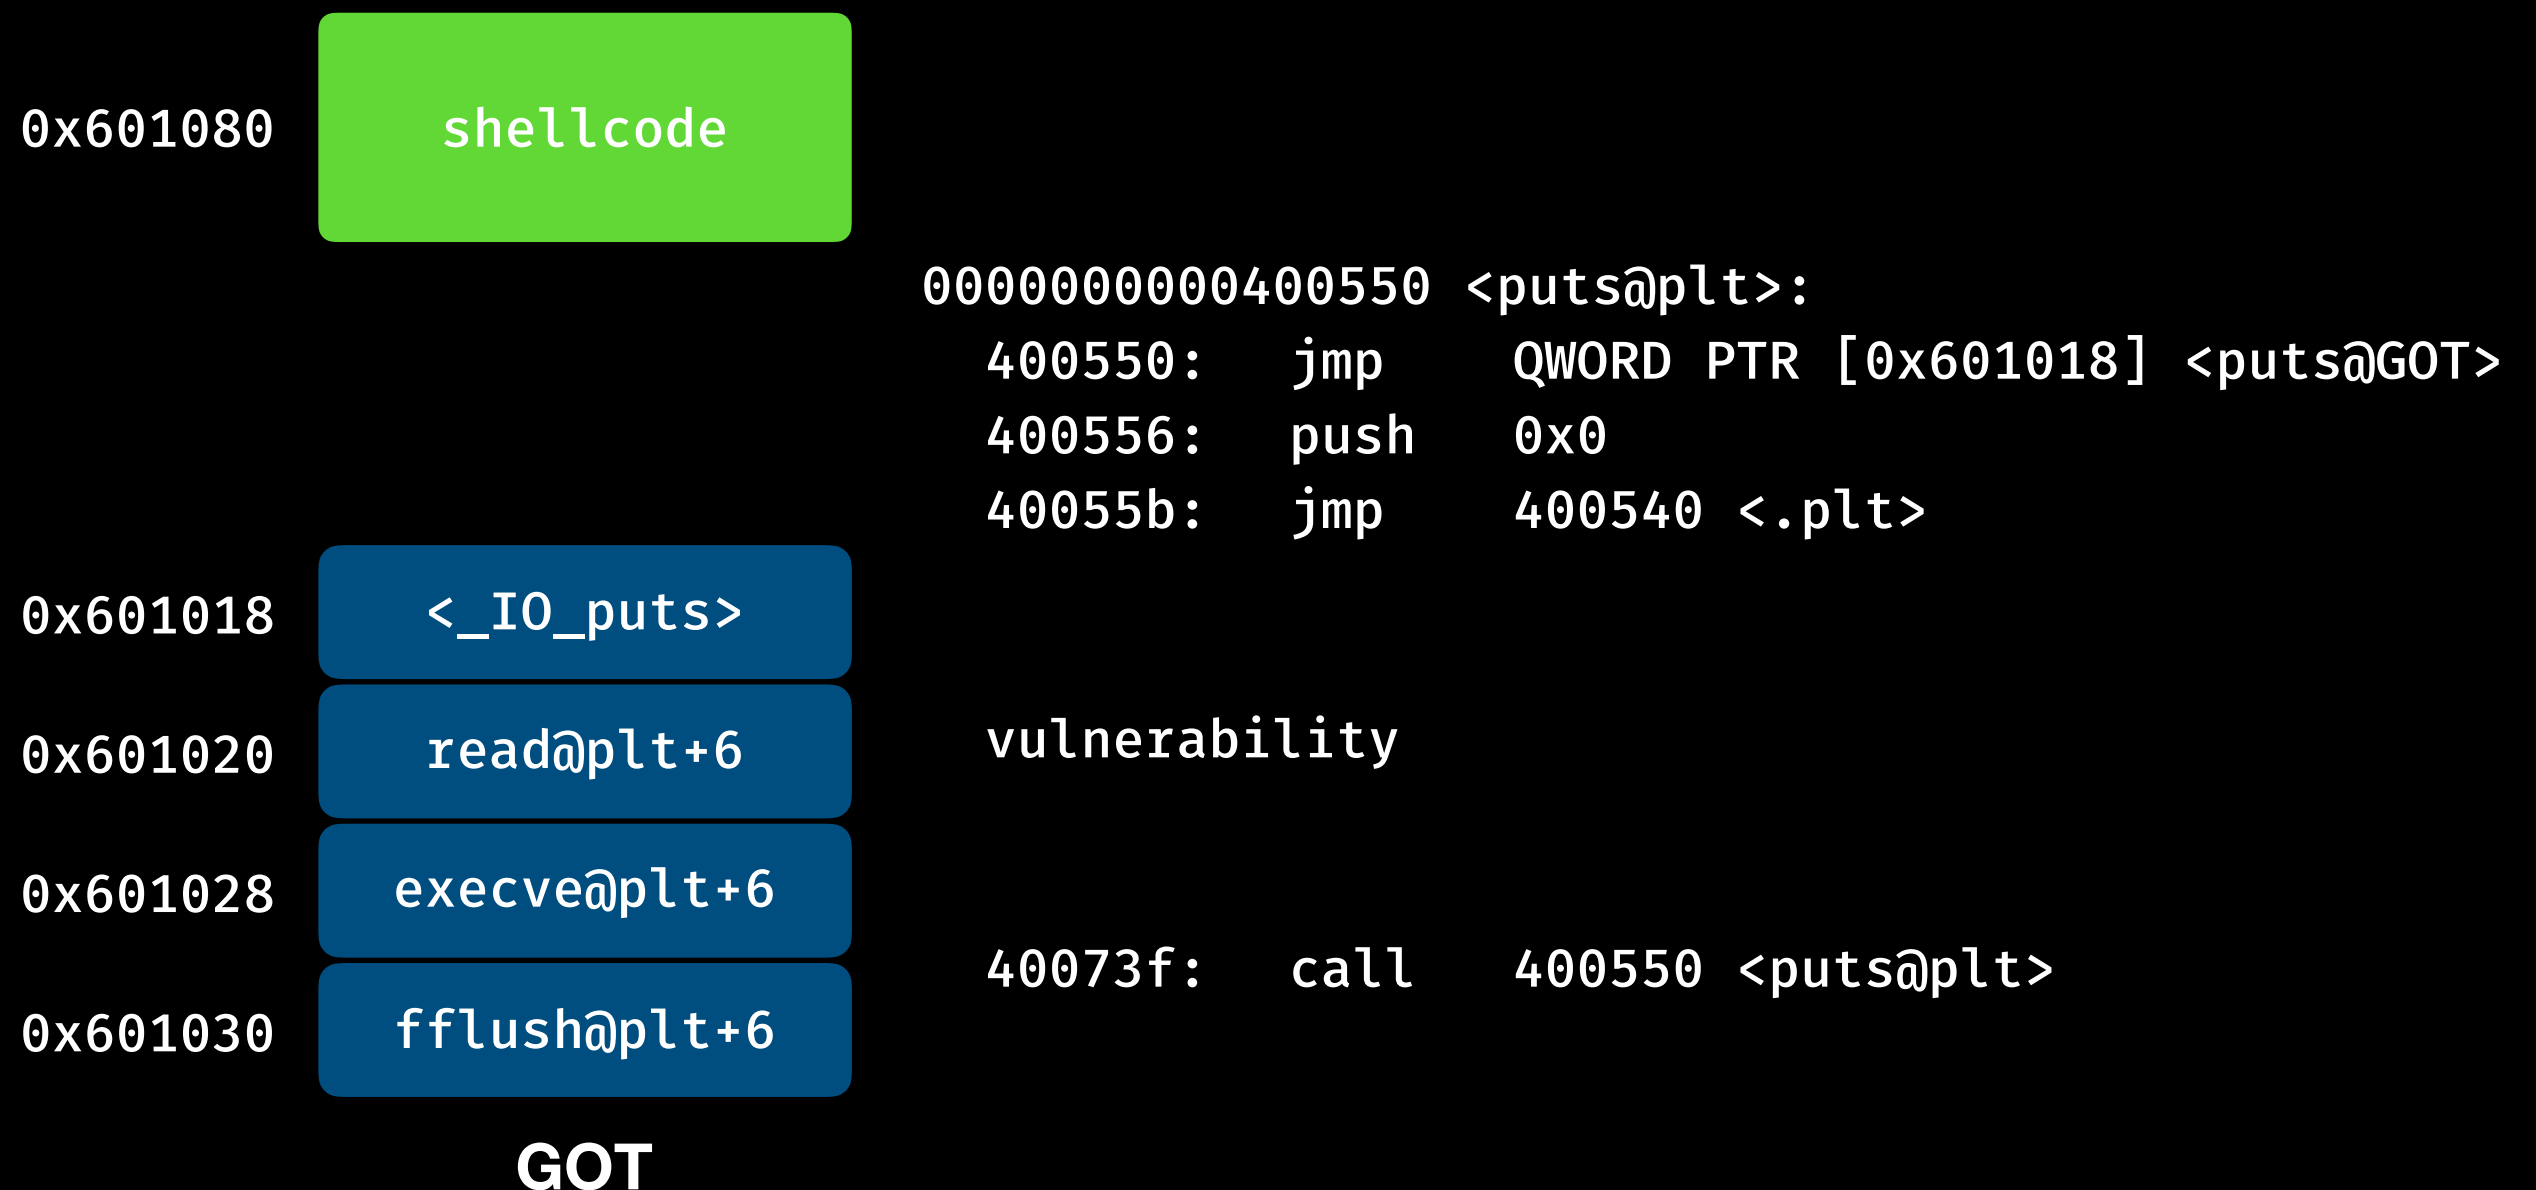 0x601080 shellcode
0000000000400550 <puts@plt>:
400550: jmp QWORD PTR [0x601018] <puts@GOT>
400556: push 0x0
40055b: jmp 400540 <.plt>
0x601018 <_IO_puts>
0x601020 read@plt+6
vulnerability
0x601028 execve@plt+6
40073f: call 400550 <puts@plt>
0x601030 fflush@plt+6
GOT